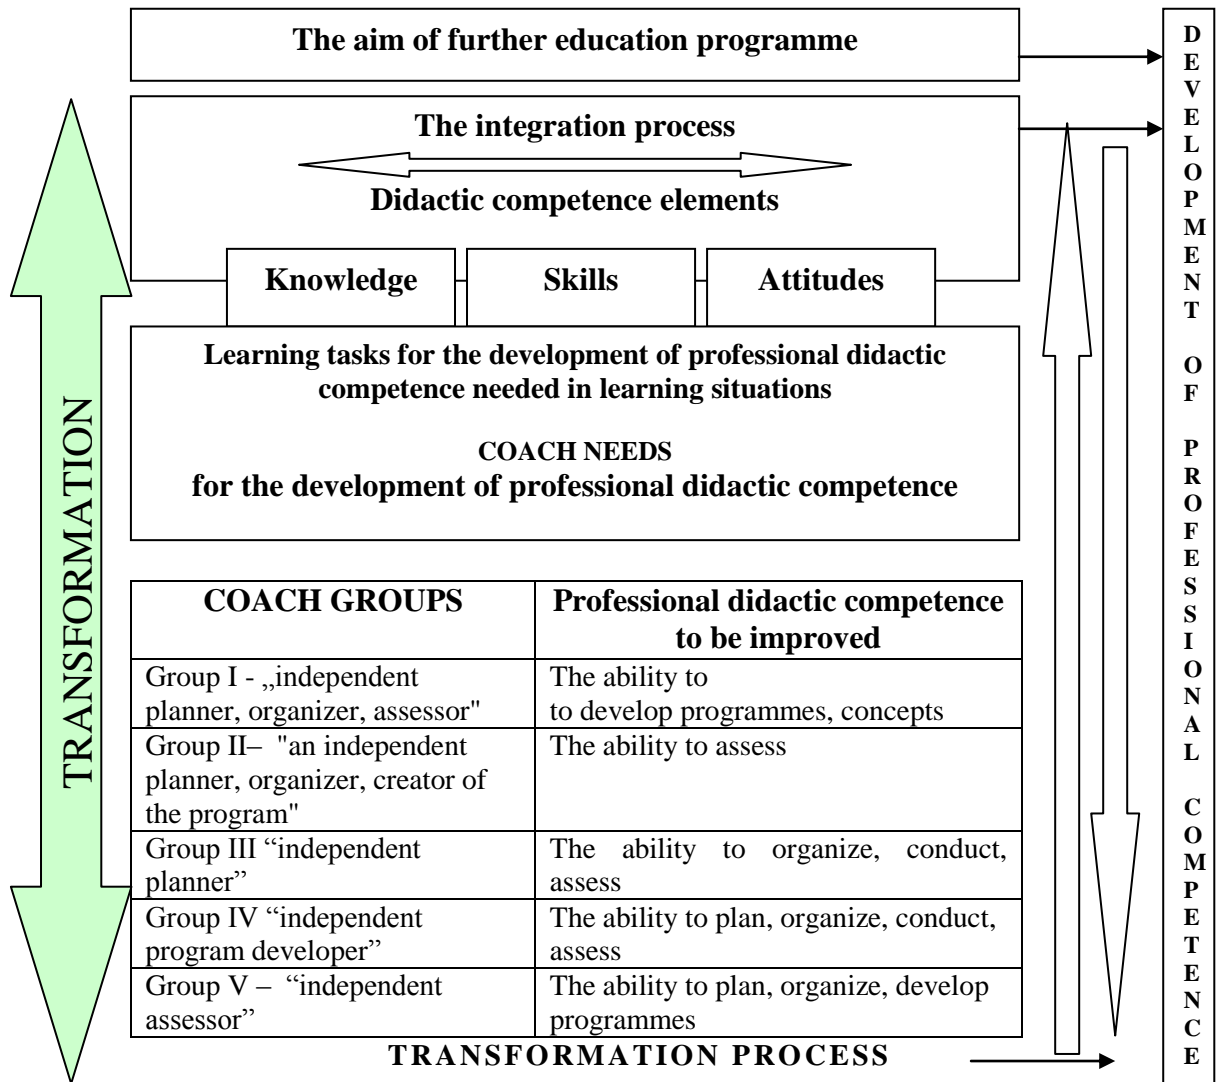 The aim of further education programme
The integration process
Didactic competence elements
Knowledge
Skills
Attitudes
Learning tasks for the development of professional didactic
competence needed in learning situations
COACH NEEDS
for the development of professional didactic competence
TRANSFORMATION
COACH GROUPS
Professional didactic competence
to be improved
Group I - „independent
planner, organizer, assessor"
The ability to
to develop programmes, concepts
Group II– "an independent
planner, organizer, creator of
the program"
The ability to assess
Group III “independent
planner”
The ability to organize, conduct,
assess
Group IV “independent
program developer”
The ability to plan, organize, conduct,
assess
Group V – “independent
assessor”
The ability to plan, organize, develop
programmes
TRANSFORMATION PROCESS
DEVELOPMENT OF PROFESSIONAL COMPETENCE